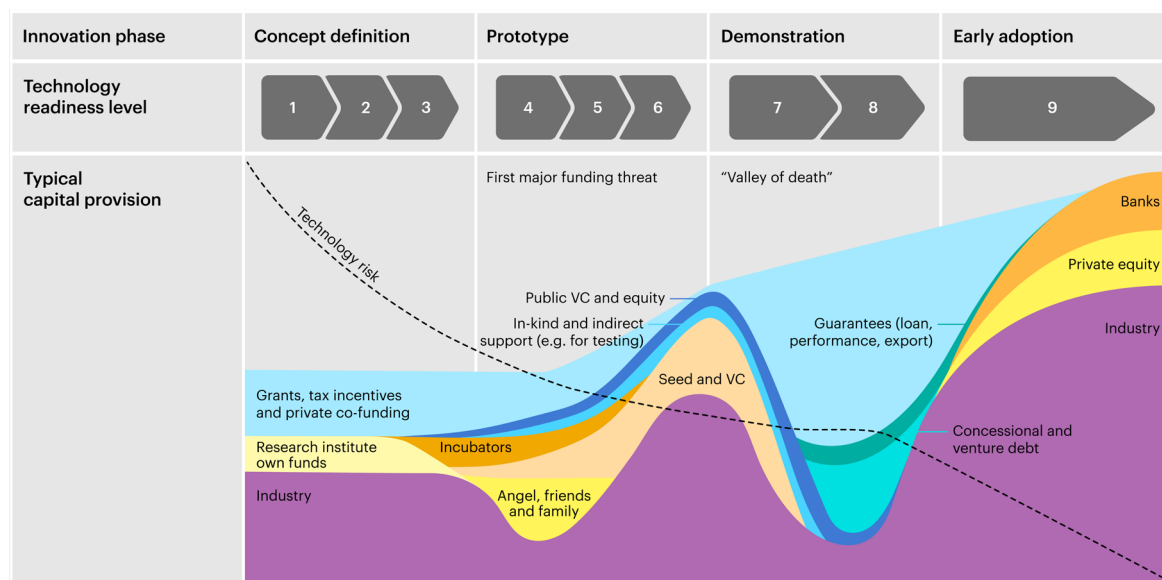 Innovation phase
Concept definition
Prototype
Demonstration
Early adoption
Technology
readiness level
1
2
3
4
5
6
7
8
9
Typical
capital provision
First major funding threat
“Valley of death”
Technology risk
Banks
Private equity
Industry
Public VC and equity
In-kind and indirect
support (e.g. for testing)
Guarantees (loan,
performance, export)
Seed and VC
Grants, tax incentives
and private co-funding
Research institute
own funds
Incubators
Concessional and
venture debt
Industry
Angel, friends
and family